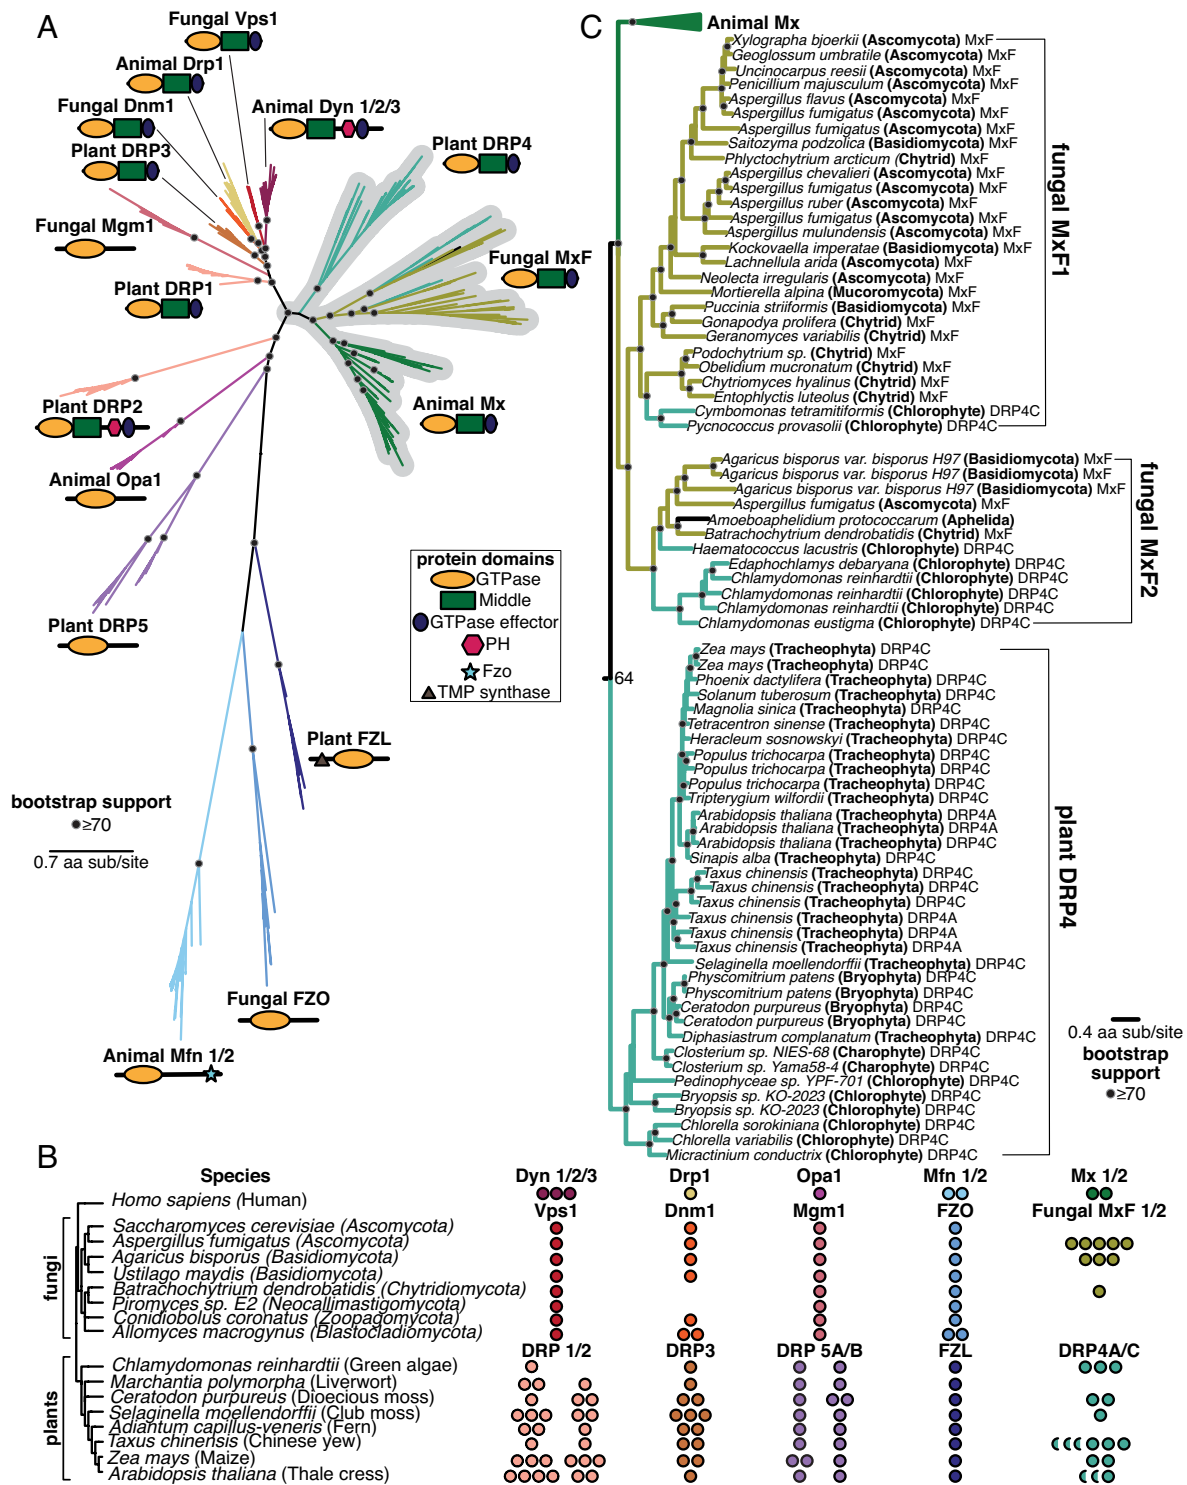 A
Fungal Vps1
Animal Drp1
Fungal Dnm1
Animal Dyn 1/2/3
Plant DRP3
Plant DRP4
Fungal Mgm1
Fungal MxF
Plant DRP1
Plant DRP2
Animal Mx
Animal Opa1
protein domains
GTPase
Middle
GTPase effector
PH
Fzo
TMP synthase
Plant DRP5
Plant FZL
bootstrap support
≥70
0.7 aa sub/site
Fungal FZO
Animal Mfn 1/2
C
Animal Mx
Xylographa bjoerkii (Ascomycota) MxF
Geoglossum umbratile (Ascomycota) MxF
Uncinocarpus reesii (Ascomycota) MxF
Penicillium majusculum (Ascomycota) MxF
Aspergillus flavus (Ascomycota) MxF
Aspergillus fumigatus (Ascomycota) MxF
Aspergillus fumigatus (Ascomycota) MxF
Saitozyma podzolica (Basidiomycota) MxF
Phlyctochytrium arcticum (Chytrid) MxF
Aspergillus chevalieri (Ascomycota) MxF
Aspergillus fumigatus (Ascomycota) MxF
Aspergillus ruber (Ascomycota) MxF
Aspergillus fumigatus (Ascomycota) MxF
Aspergillus mulundensis (Ascomycota) MxF
Kockovaella imperatae (Basidiomycota) MxF
Lachnellula arida (Ascomycota) MxF
Neolecta irregularis (Ascomycota) MxF
Mortierella alpina (Mucoromycota) MxF
Puccinia striiformis (Basidiomycota) MxF
Gonapodya prolifera (Chytrid) MxF
Geranomyces variabilis (Chytrid) MxF
Podochytrium sp. (Chytrid) MxF
Obelidium mucronatum (Chytrid) MxF
Chytriomyces hyalinus (Chytrid) MxF
Entophlyctis luteolus (Chytrid) MxF
Cymbomonas tetramitiformis (Chlorophyte) DRP4C
Pycnococcus provasolii (Chlorophyte) DRP4C
fungal MxF1
Agaricus bisporus var. bisporus H97 (Basidiomycota) MxF
Agaricus bisporus var. bisporus H97 (Basidiomycota) MxF
Agaricus bisporus var. bisporus H97 (Basidiomycota) MxF
Aspergillus fumigatus (Ascomycota) MxF
Amoeboaphelidium protococcarum (Aphelida)
Batrachochytrium dendrobatidis (Chytrid) MxF
Haematococcus lacustris (Chlorophyte) DRP4C
Edaphochlamys debaryana (Chlorophyte) DRP4C
Chlamydomonas reinhardtii (Chlorophyte) DRP4C
Chlamydomonas reinhardtii (Chlorophyte) DRP4C
Chlamydomonas reinhardtii (Chlorophyte) DRP4C
Chlamydomonas eustigma (Chlorophyte) DRP4C
fungal MxF2
64
Zea mays (Tracheophyta) DRP4C
Zea mays (Tracheophyta) DRP4C
Phoenix dactylifera (Tracheophyta) DRP4C
Solanum tuberosum (Tracheophyta) DRP4C
Magnolia sinica (Tracheophyta) DRP4C
Tetracentron sinense (Tracheophyta) DRP4C
Heracleum sosnowskyi (Tracheophyta) DRP4C
Populus trichocarpa (Tracheophyta) DRP4C
Populus trichocarpa (Tracheophyta) DRP4C
Populus trichocarpa (Tracheophyta) DRP4C
Tripterygium wilfordii (Tracheophyta) DRP4C
Arabidopsis thaliana (Tracheophyta) DRP4A
Arabidopsis thaliana (Tracheophyta) DRP4A
Arabidopsis thaliana (Tracheophyta) DRP4C
Sinapis alba (Tracheophyta) DRP4C
Taxus chinensis (Tracheophyta) DRP4C
Taxus chinensis (Tracheophyta) DRP4C
Taxus chinensis (Tracheophyta) DRP4C
Taxus chinensis (Tracheophyta) DRP4A
Taxus chinensis (Tracheophyta) DRP4A
Taxus chinensis (Tracheophyta) DRP4A
Selaginella moellendorffii (Tracheophyta) DRP4C
Physcomitrium patens (Bryophyta) DRP4C
Physcomitrium patens (Bryophyta) DRP4C
Ceratodon purpureus (Bryophyta) DRP4C
Ceratodon purpureus (Bryophyta) DRP4C
Diphasiastrum complanatum (Tracheophyta) DRP4C
Closterium sp. NIES-68 (Charophyte) DRP4C
Closterium sp. Yama58-4 (Charophyte) DRP4C
Pedinophyceae sp. YPF-701 (Chlorophyte) DRP4C
Bryopsis sp. KO-2023 (Chlorophyte) DRP4C
Bryopsis sp. KO-2023 (Chlorophyte) DRP4C
Chlorella sorokiniana (Chlorophyte) DRP4C
Chlorella variabilis (Chlorophyte) DRP4C
Micractinium conductrix (Chlorophyte) DRP4C
plant DRP4
0.4 aa sub/site
bootstrap
support
≥70
B
Species
Dyn 1/2/3
Drp1
Opa1
Mfn 1/2
Mx 1/2
Homo sapiens (Human)
Vps1
Dnm1
Mgm1
FZO
Fungal MxF 1/2
fungi
Saccharomyces cerevisiae (Ascomycota)
Aspergillus fumigatus (Ascomycota)
Agaricus bisporus (Basidiomycota)
Ustilago maydis (Basidiomycota)
Batrachochytrium dendrobatidis (Chytridiomycota)
Piromyces sp. E2 (Neocallimastigomycota)
Conidiobolus coronatus (Zoopagomycota)
Allomyces macrogynus (Blastocladiomycota)
DRP 1/2
DRP3
DRP 5A/B
FZL
DRP4A/C
plants
Chlamydomonas reinhardtii (Green algae)
Marchantia polymorpha (Liverwort)
Ceratodon purpureus (Dioecious moss)
Selaginella moellendorffii (Club moss)
Adiantum capillus-veneris (Fern)
Taxus chinensis (Chinese yew)
Zea mays (Maize)
Arabidopsis thaliana (Thale cress)